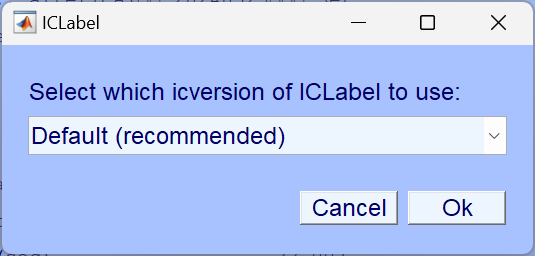 ICLabel
Select which icversion of ICLabel to use:
Default (recommended)
Cancel
Ok